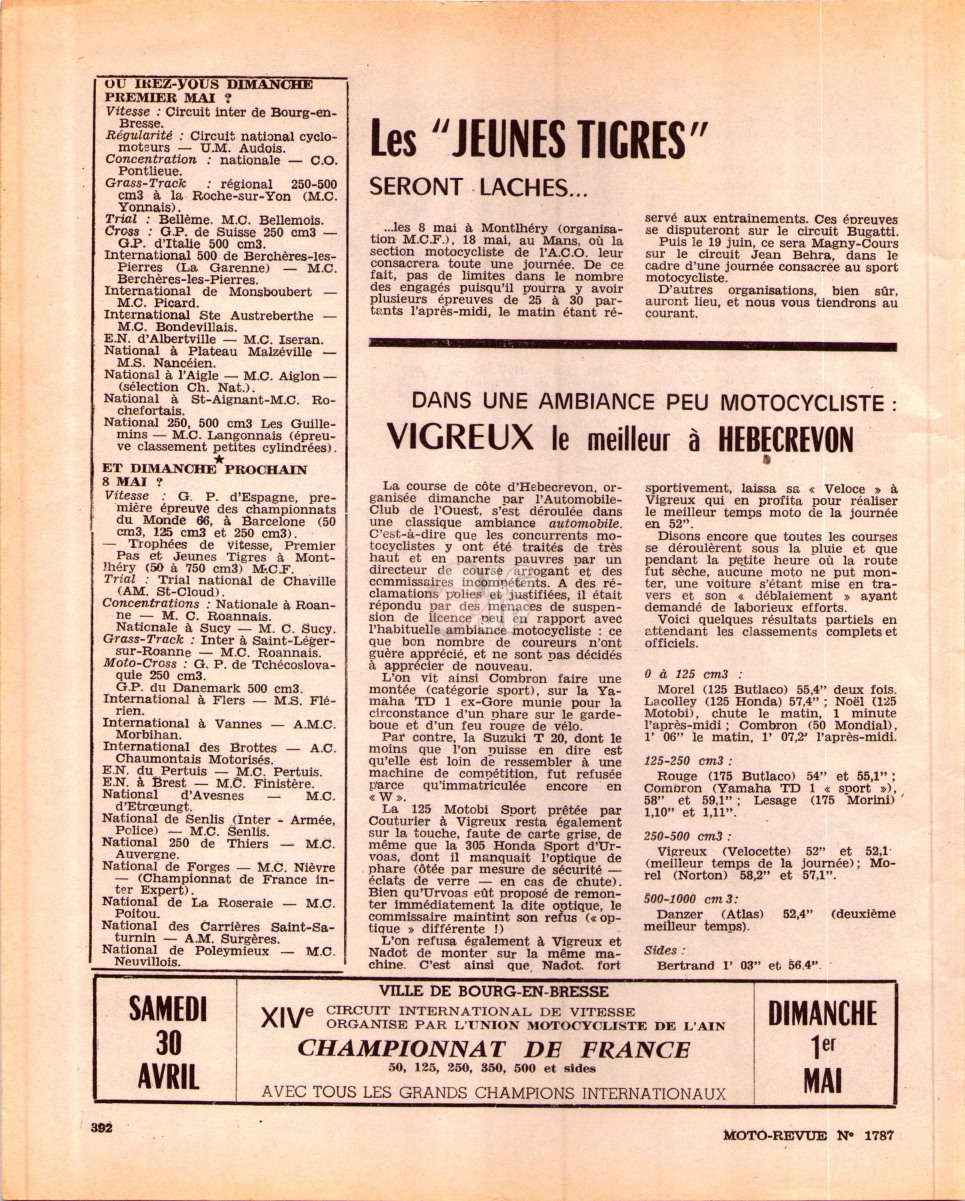 OU IREZ-VOUS DIMANCHE
PREMIER MAI ?
Vitesse : Circuit inter de Bourg-en-
Bresse.
Régularité : Circuit national cyclo-
moteurs — U.M. Audois.
Concentration : nationale — C.O.
Pontlieue.
Grass-Track : régional 250-500
cm3 à la Roche-sur-Yon (M.C.
Yonnais).
Trial : Bellème. M.C. Bellemois.
Cross : G.P. de Suisse 250 cm3 —
G.P. d'Italie 500 cm3.
International 500 de Berchères-les-
Pierres (La Garenne) — M.C.
Berchères-les-Pierres.
International de Monsboubert —
M.C. Picard.
International Ste Austreberthe —
M.C. Bondevillais.
E.N. d'Albertville — M.C. Iseran.
National à Plateau Malzéville —
M.S. Nancéien.
National à l'Aigle — M.C. Aiglon —
(sélection Ch. Nat.).
National à St-Aignant-M.C. Ro-
chefortais.
National 250, 500 cm3 Les Guille-
mins — M.C. Langonnais (épreu-
ve classement petites cylindrées).
★
ET DIMANCHE PROCHAIN
8 MAI ?
Vitesse : G. P. d'Espagne, pre-
mière épreuve des championnats
du Monde 66, à Barcelone (50
cm3, 125 cm3 et 250 cm3).
— Trophées de vitesse, Premier
Pas et Jeunes Tigres à Mont-
lhéry (50 à 750 cm3) M.C.F.
Trial : Trial national de Chaville
(AM. St-Cloud).
Concentrations : Nationale à Roan-
ne — M. C. Roannais.
Nationale à Sucy — M. C. Sucy.
Grass-Track : Inter à Saint-Léger-
sur-Roanne — M.C. Roannais.
Moto-Cross : G. P. de Tchécoslova-
quie 250 cm3.
G.P. du Danemark 500 cm3.
International à Flers — M.S. Flé-
rien.
International à Vannes — A.M.C.
Morbihan.
International des Brottes — A.C.
Chaumontais Motorisés.
E.N. du Pertuis — M.C. Pertuis.
E.N. à Brest — M.C. Finistère.
National d'Avesnes — M.C.
d'Etrœungt.
National de Senlis (Inter - Armée,
Police) — M.C. Senlis.
National 250 de Thiers — M.C.
Auvergne.
National de Forges — M.C. Nièvre
— (Championnat de France in-
ter Expert).
National de La Roseraie — M.C.
Poitou.
National des Carrières Saint-Sa-
turnin — A.M. Surgères.
National de Poleymieux — M.C.
Neuvillois.
Les "JEUNES TIGRES"
SERONT LACHES...
...les 8 mai à Montlhéry (organisa-
tion M.C.F.), 18 mai, au Mans, où la
section motocycliste de l'A.C.O. leur
consacrera toute une journée. De ce
fait, pas de limites dans le nombre
des engagés puisqu'il pourra y avoir
plusieurs épreuves de 25 à 30 par-
tants l'après-midi, le matin étant ré-
servé aux entrainements. Ces épreuves
se disputeront sur le circuit Bugatti.
Puis le 19 juin, ce sera Magny-Cours
sur le circuit Jean Behra, dans le
cadre d'une journée consacrée au sport
motocycliste.
D'autres organisations, bien sûr,
auront lieu, et nous vous tiendrons au
courant.
DANS UNE AMBIANCE PEU MOTOCYCLISTE :
VIGREUX le meilleur à HEBECREVON
La course de côte d'Hebecrevon, or-
ganisée dimanche par l'Automobile-
Club de l'Ouest, s'est déroulée dans
une classique ambiance automobile.
C'est-à-dire que les concurrents mo-
tocyclistes y ont été traités de très
haut et en parents pauvres par un
directeur de course arrogant et des
commissaires incompétents. A des ré-
clamations polies et justifiées, il était
répondu par des menaces de suspen-
sion de licence peu en rapport avec
l'habituelle ambiance motocycliste : ce
que bon nombre de coureurs n'ont
guère apprécié, et ne sont pas décidés
à apprécier de nouveau.
L'on vit ainsi Combron faire une
montée (catégorie sport), sur la Ya-
maha TD 1 ex-Gore munie pour la
circonstance d'un phare sur le garde-
boue et d'un feu rouge de vélo.
Par contre, la Suzuki T 20, dont le
moins que l'on puisse en dire est
qu'elle est loin de ressembler à une
machine de compétition, fut refusée
parce qu'immatriculée encore en
« W ».
La 125 Motobi Sport prêtée par
Couturier à Vigreux resta également
sur la touche, faute de carte grise, de
même que la 305 Honda Sport d'Ur-
voas, dont il manquait l'optique de
phare (ôtée par mesure de sécurité —
éclats de verre — en cas de chute).
Bien qu'Urvoas eût proposé de remon-
ter immédiatement la dite optique, le
commissaire maintint son refus (« op-
tique » différente !)
L'on refusa également à Vigreux et
Nadot de monter sur la même ma-
chine. C'est ainsi que Nadot. fort
sportivement, laissa sa « Veloce » à
Vigreux qui en profita pour réaliser
le meilleur temps moto de la journée
en 52".
Disons encore que toutes les courses
se déroulèrent sous la pluie et que
pendant la petite heure où la route
fut sèche, aucune moto ne put mon-
ter, une voiture s'étant mise en tra-
vers et son « déblaiement » ayant
demandé de laborieux efforts.
Voici quelques résultats partiels en
attendant les classements complets et
officiels.
0 à 125 cm3 :
Morel (125 Butlaco) 55,4" deux fois.
Lacolley (125 Honda) 57,4" ; Noël (125
Motobi), chute le matin, 1 minute
l'après-midi ; Combron (50 Mondial),
1' 06" le matin, 1' 07,2' l'après-midi.
125-250 cm3 :
Rouge (175 Butlaco) 54" et 55,1" ;
Combron (Yamaha TD 1 « sport »),
58" et 59,1" ; Lesage (175 Morini)
1,10" et 1,11".
250-500 cm3 :
Vigreux (Velocette) 52" et 52,1
(meilleur temps de la journée) ; Mo-
rel (Norton) 58,2" et 57,1".
500-1000 cm3 :
Danzer (Atlas) 52,4" (deuxième
meilleur temps).
Sides :
Bertrand 1' 03" et 56,4".
SAMEDI
30
AVRIL
VILLE DE BOURG-EN-BRESSE
XIVe CIRCUIT INTERNATIONAL DE VITESSE
ORGANISE PAR L'UNION MOTOCYCLISTE DE L'AIN
CHAMPIONNAT DE FRANCE
50, 125, 250, 350, 500 et sides
AVEC TOUS LES GRANDS CHAMPIONS INTERNATIONAUX
DIMANCHE
1er
MAI
392
MOTO-REVUE N° 1787